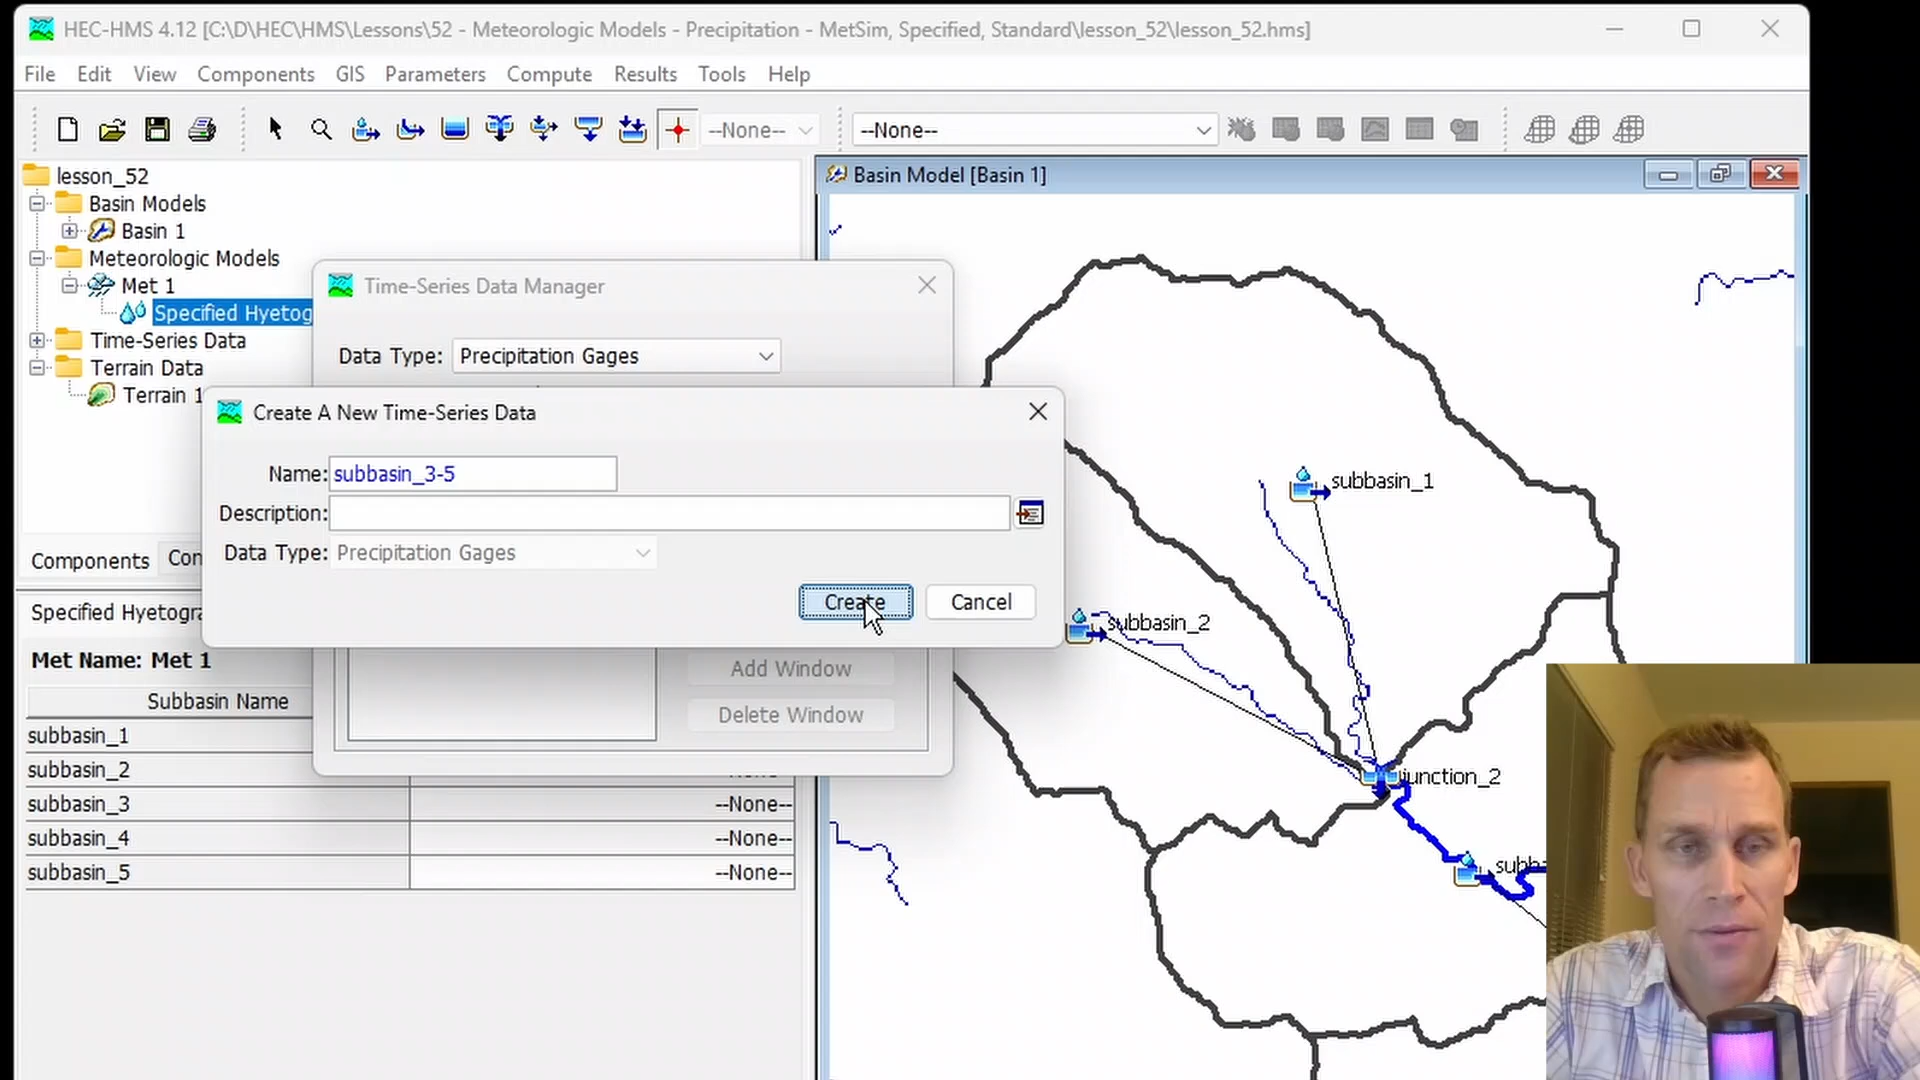 HEC-HMS 4.12 [C:\D\HEC\HMS\Lessons\52 - Meteorologic Models - Precipitation - MetSim, Specified, Standard\lesson_52\lesson_52.hms]
File Edit View Components GIS Parameters Compute Results Tools Help
--None-- --None--
lesson_52
Basin Models
Basin 1
Meteorologic Models
Met 1
Specified Hyetog
Time-Series Data
Terrain Data
Terrain 1
Components Con
Specified Hyetogra
Met Name: Met 1
Subbasin Name
subbasin_1
subbasin_2
subbasin_3 --None--
subbasin_4 --None--
subbasin_5 --None--
Time-Series Data Manager
Data Type: Precipitation Gages
Create A New Time-Series Data
Name: subbasin_3-5
Description:
Data Type: Precipitation Gages
Create Cancel
Add Window
Delete Window
Basin Model [Basin 1]
subbasin_1
subbasin_2
junction_2
subba